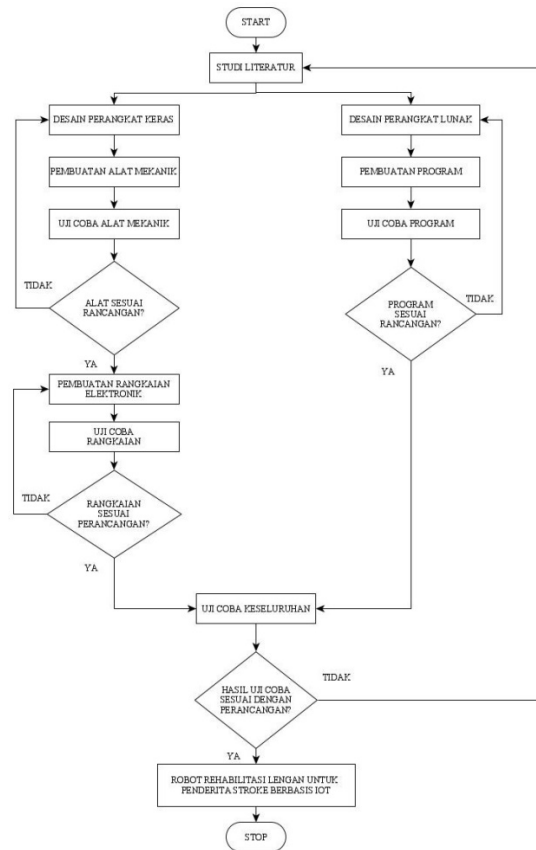 START
STUDI LITERATUR
DESAIN PERANGKAT KERAS
PEMBUATAN ALAT MEKANIK
UJI COBA ALAT MEKANIK
TIDAK
ALAT SESUAI
RANCANGAN?
YA
PEMBUATAN RANGKAIAN
ELEKTRONIK
UJI COBA
RANGKAIAN
TIDAK
RANGKAIAN
SESUAI
PERANCANGAN?
YA
DESAIN PERANGKAT LUNAK
PEMBUATAN PROGRAM
UJI COBA PROGRAM
TIDAK
PROGRAM
SESUAI
RANCANGAN?
YA
UJI COBA KESELURUHAN
TIDAK
HASIL UJI COBA
SESUAI DENGAN
PERANCANGAN?
YA
ROBOT REHABILITASI LENGAN UNTUK
PENDERITA STROKE BERBASIS IOT
STOP